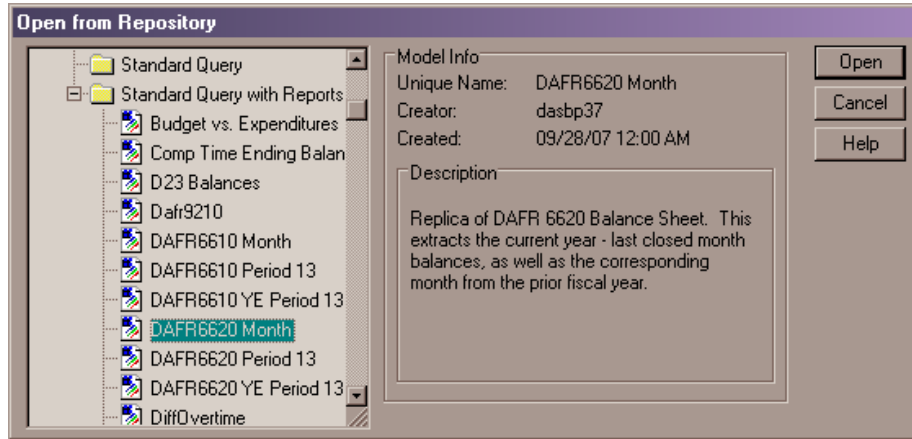 Open from Repository
Standard Query
Standard Query with Reports
Budget vs. Expenditures
Comp Time Ending Balan
D23 Balances
Dafr9210
DAFR6610 Month
DAFR6610 Period 13
DAFR6610 YE Period 13
DAFR6620 Month
DAFR6620 Period 13
DAFR6620 YE Period 13
DiffOvertime
Model Info
Unique Name: DAFR6620 Month
Creator: dasbp37
Created: 09/28/07 12:00 AM
Description
Replica of DAFR 6620 Balance Sheet. This
extracts the current year - last closed month
balances, as well as the corresponding
month from the prior fiscal year.
Open
Cancel
Help